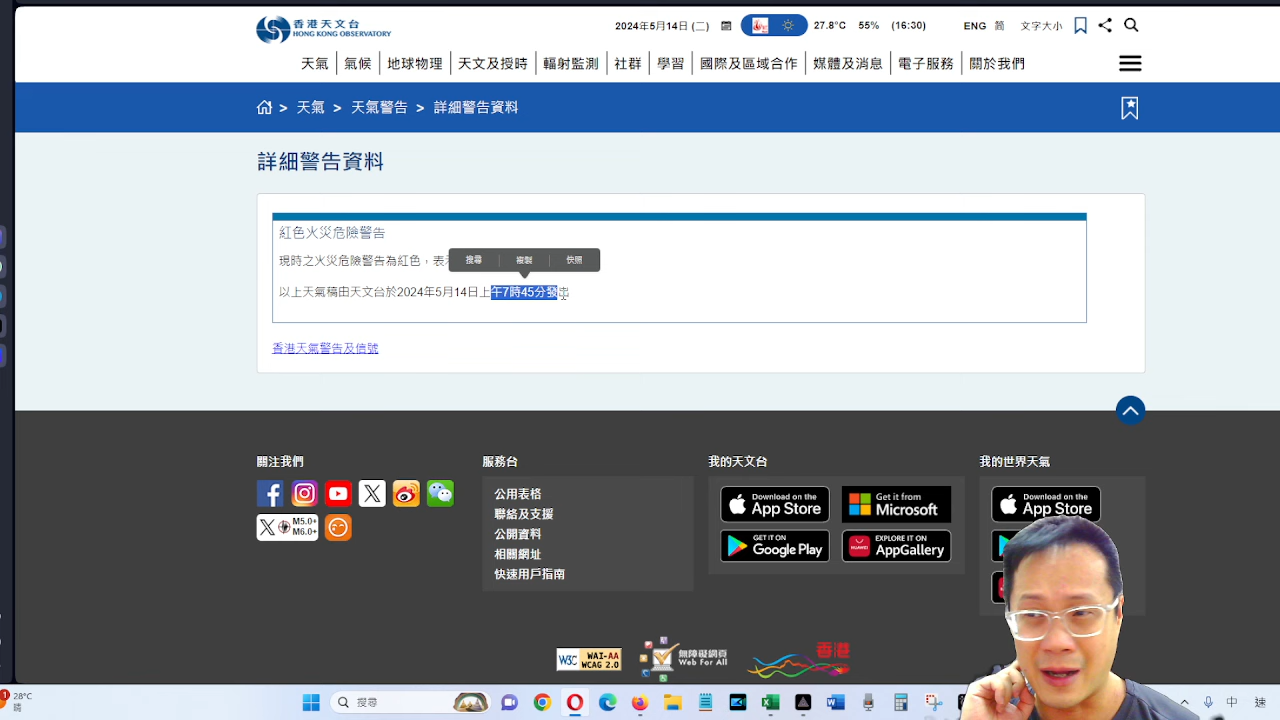 香港天文台
HONG KONG OBSERVATORY
2024年5月14日 (二)
27.8°C 55% (16:30)
ENG 简 文字大小
天氣 氣候 地球物理 天文及授時 輻射監測 社群 學習 國際及區域合作 媒體及消息 電子服務 關於我們
> 天氣 > 天氣警告 > 詳細警告資料
詳細警告資料
紅色火災危險警告
現時之火災危險警告為紅色，表
搜尋 複製 快照
以上天氣稿由天文台於2024年5月14日上午7時45分發出
香港天氣警告及信號
關注我們
M5.0+
M6.0+
服務台
公用表格
聯絡及支援
公開資料
相關網址
快速用戶指南
我的天文台
Download on the
App Store
Get it from
Microsoft
GET IT ON
Google Play
EXPLORE IT ON
AppGallery
我的世界天氣
Download on the
App Store
W3C WAI-AA
WCAG 2.0
無障礙網頁
Web For All
香港
1
28°C
晴
搜尋
中
速